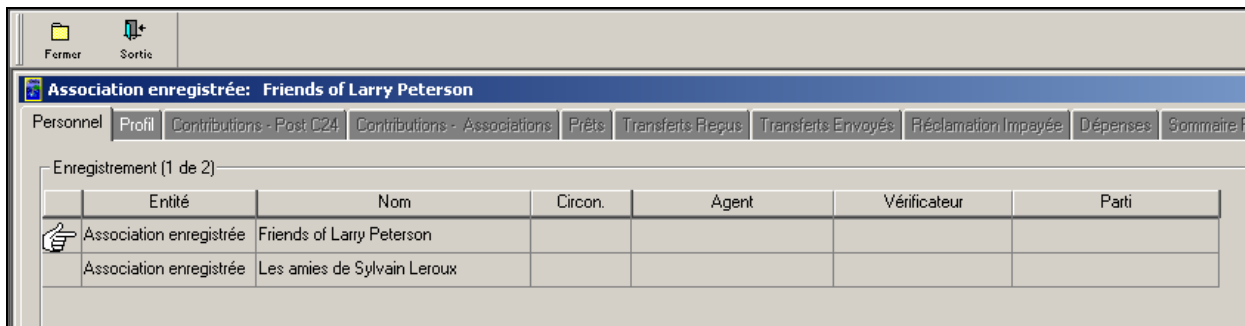 Fermer Sortie
Association enregistrée: Friends of Larry Peterson
Personnel Profil Contributions - Post C24 Contributions - Associations Prêts Transferts Reçus Transferts Envoyés Réclamation Impayée Dépenses Sommaire
Enregistrement (1 de 2)
Entité Nom Circon. Agent Vérificateur Parti
Association enregistrée Friends of Larry Peterson
Association enregistrée Les amies de Sylvain Leroux